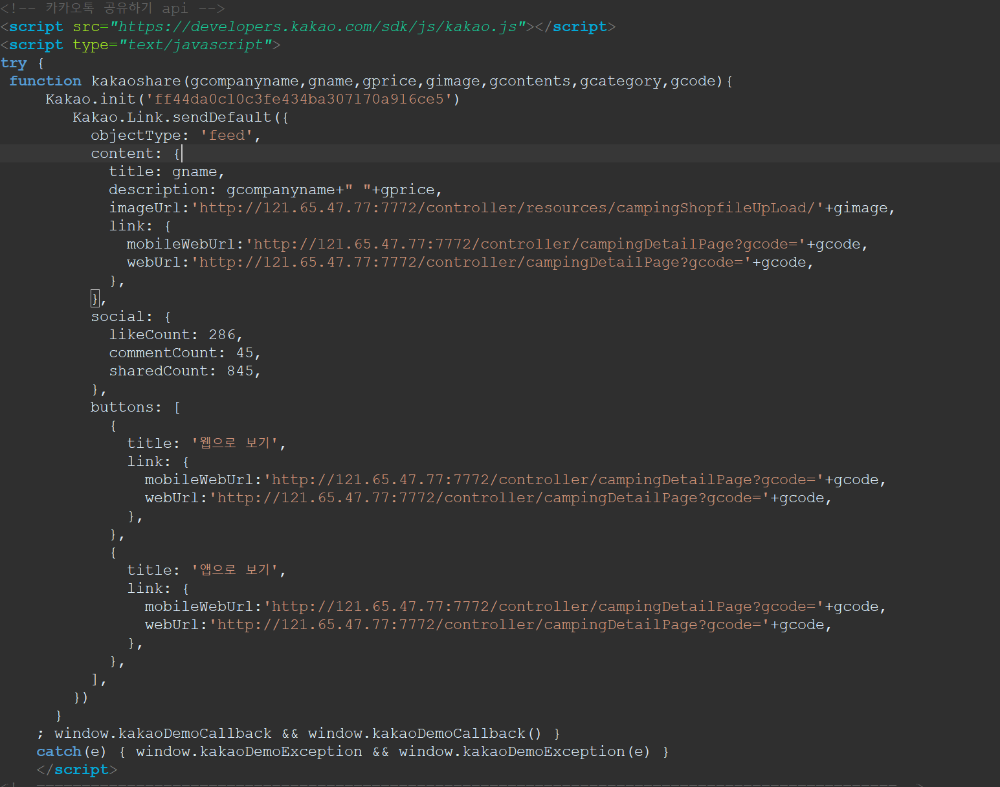 <!-- 카카오톡 공유하기 api -->
<script src="https://developers.kakao.com/sdk/js/kakao.js"></script>
<script type="text/javascript">
try {
function kakaoshare(gcompanyname,gname,gprice,gimage,gcontents,gcategory,gcode){
Kakao.init('ff44da0c10c3fe434ba307170a916ce5')
Kakao.Link.sendDefault({
objectType: 'feed',
content: {
title: gname,
description: gcompanyname+" "+gprice,
imageUrl:'http://121.65.47.77:7772/controller/resources/campingShopfileUpLoad/'+gimage,
link: {
mobileWebUrl:'http://121.65.47.77:7772/controller/campingDetailPage?gcode='+gcode,
webUrl:'http://121.65.47.77:7772/controller/campingDetailPage?gcode='+gcode,
},
},
social: {
likeCount: 286,
commentCount: 45,
sharedCount: 845,
},
buttons: [
{
title: '웹으로 보기',
link: {
mobileWebUrl:'http://121.65.47.77:7772/controller/campingDetailPage?gcode='+gcode,
webUrl:'http://121.65.47.77:7772/controller/campingDetailPage?gcode='+gcode,
},
},
{
title: '앱으로 보기',
link: {
mobileWebUrl:'http://121.65.47.77:7772/controller/campingDetailPage?gcode='+gcode,
webUrl:'http://121.65.47.77:7772/controller/campingDetailPage?gcode='+gcode,
},
},
],
})
}
; window.kakaoDemoCallback && window.kakaoDemoCallback() }
catch(e) { window.kakaoDemoException && window.kakaoDemoException(e) }
</script>